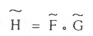 H̃ = F̃ ∘ G̃